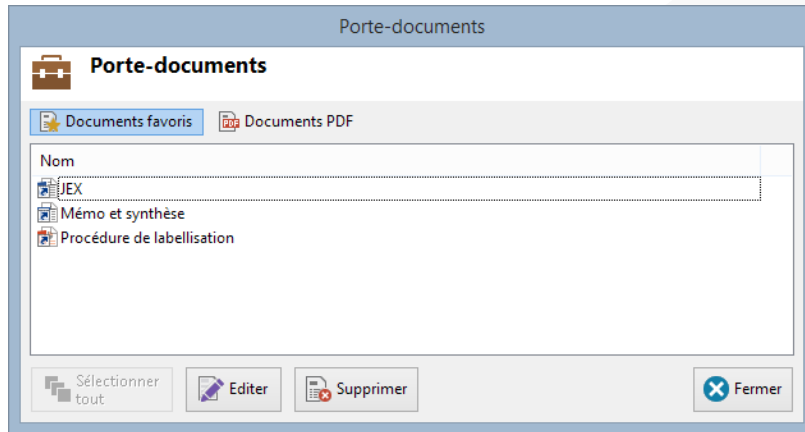 Porte-documents
Porte-documents
Documents favoris
PDF
Documents PDF
Nom
JEX
Mémo et synthèse
Procédure de labellisation
Sélectionner
tout
Editer
Supprimer
Fermer